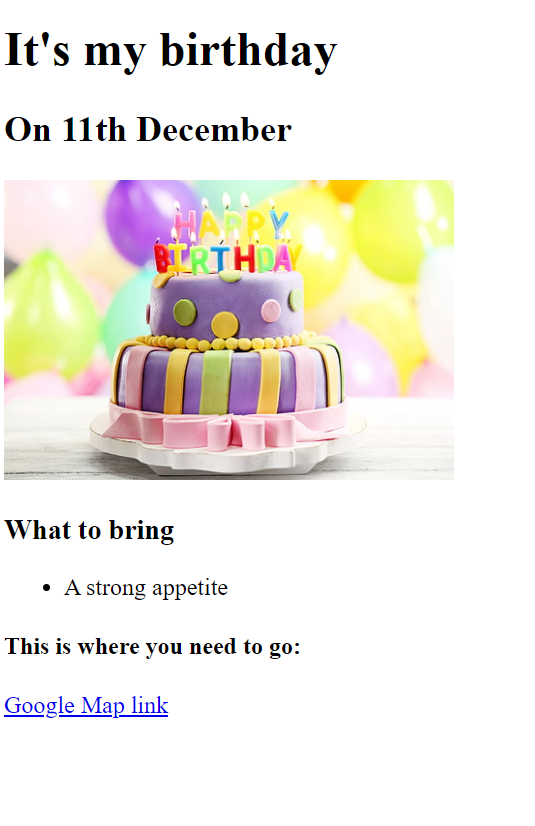 It's my birthday
On 11th December
HAPPY
BIRTHDAY
What to bring
A strong appetite
This is where you need to go:
Google Map link